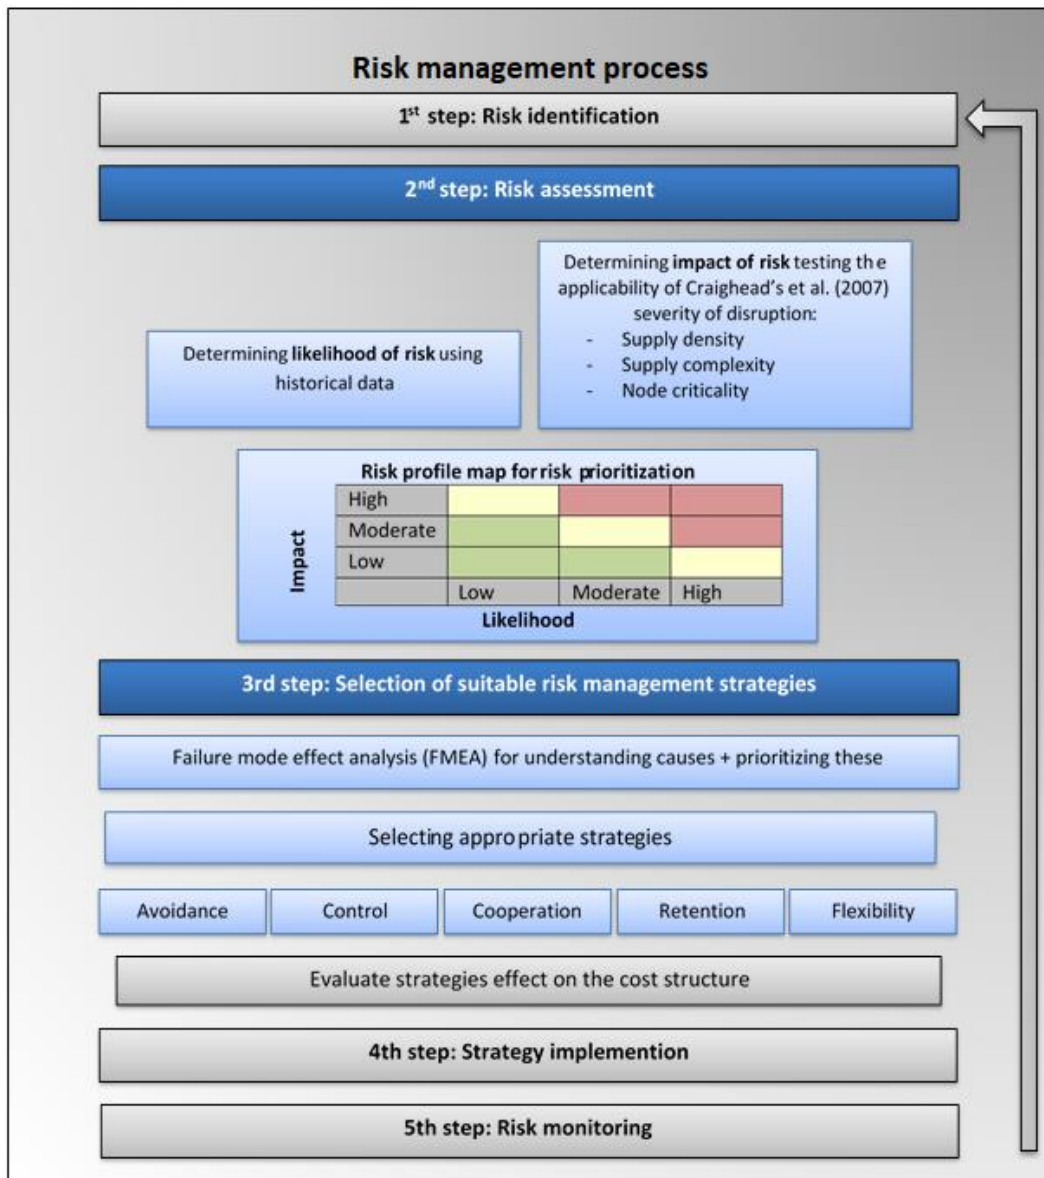 Risk management process
1st step: Risk identification
2nd step: Risk assessment
Determining impact of risk testing the
applicability of Craighead's et al. (2007)
severity of disruption:
- Supply density
- Supply complexity
- Node criticality
Determining likelihood of risk using
historical data
Risk profile map for risk prioritization
Impact
High
Moderate
Low
Low Moderate High
Likelihood
3rd step: Selection of suitable risk management strategies
Failure mode effect analysis (FMEA) for understanding causes + prioritizing these
Selecting appropriate strategies
Avoidance Control Cooperation Retention Flexibility
Evaluate strategies effect on the cost structure
4th step: Strategy implemention
5th step: Risk monitoring